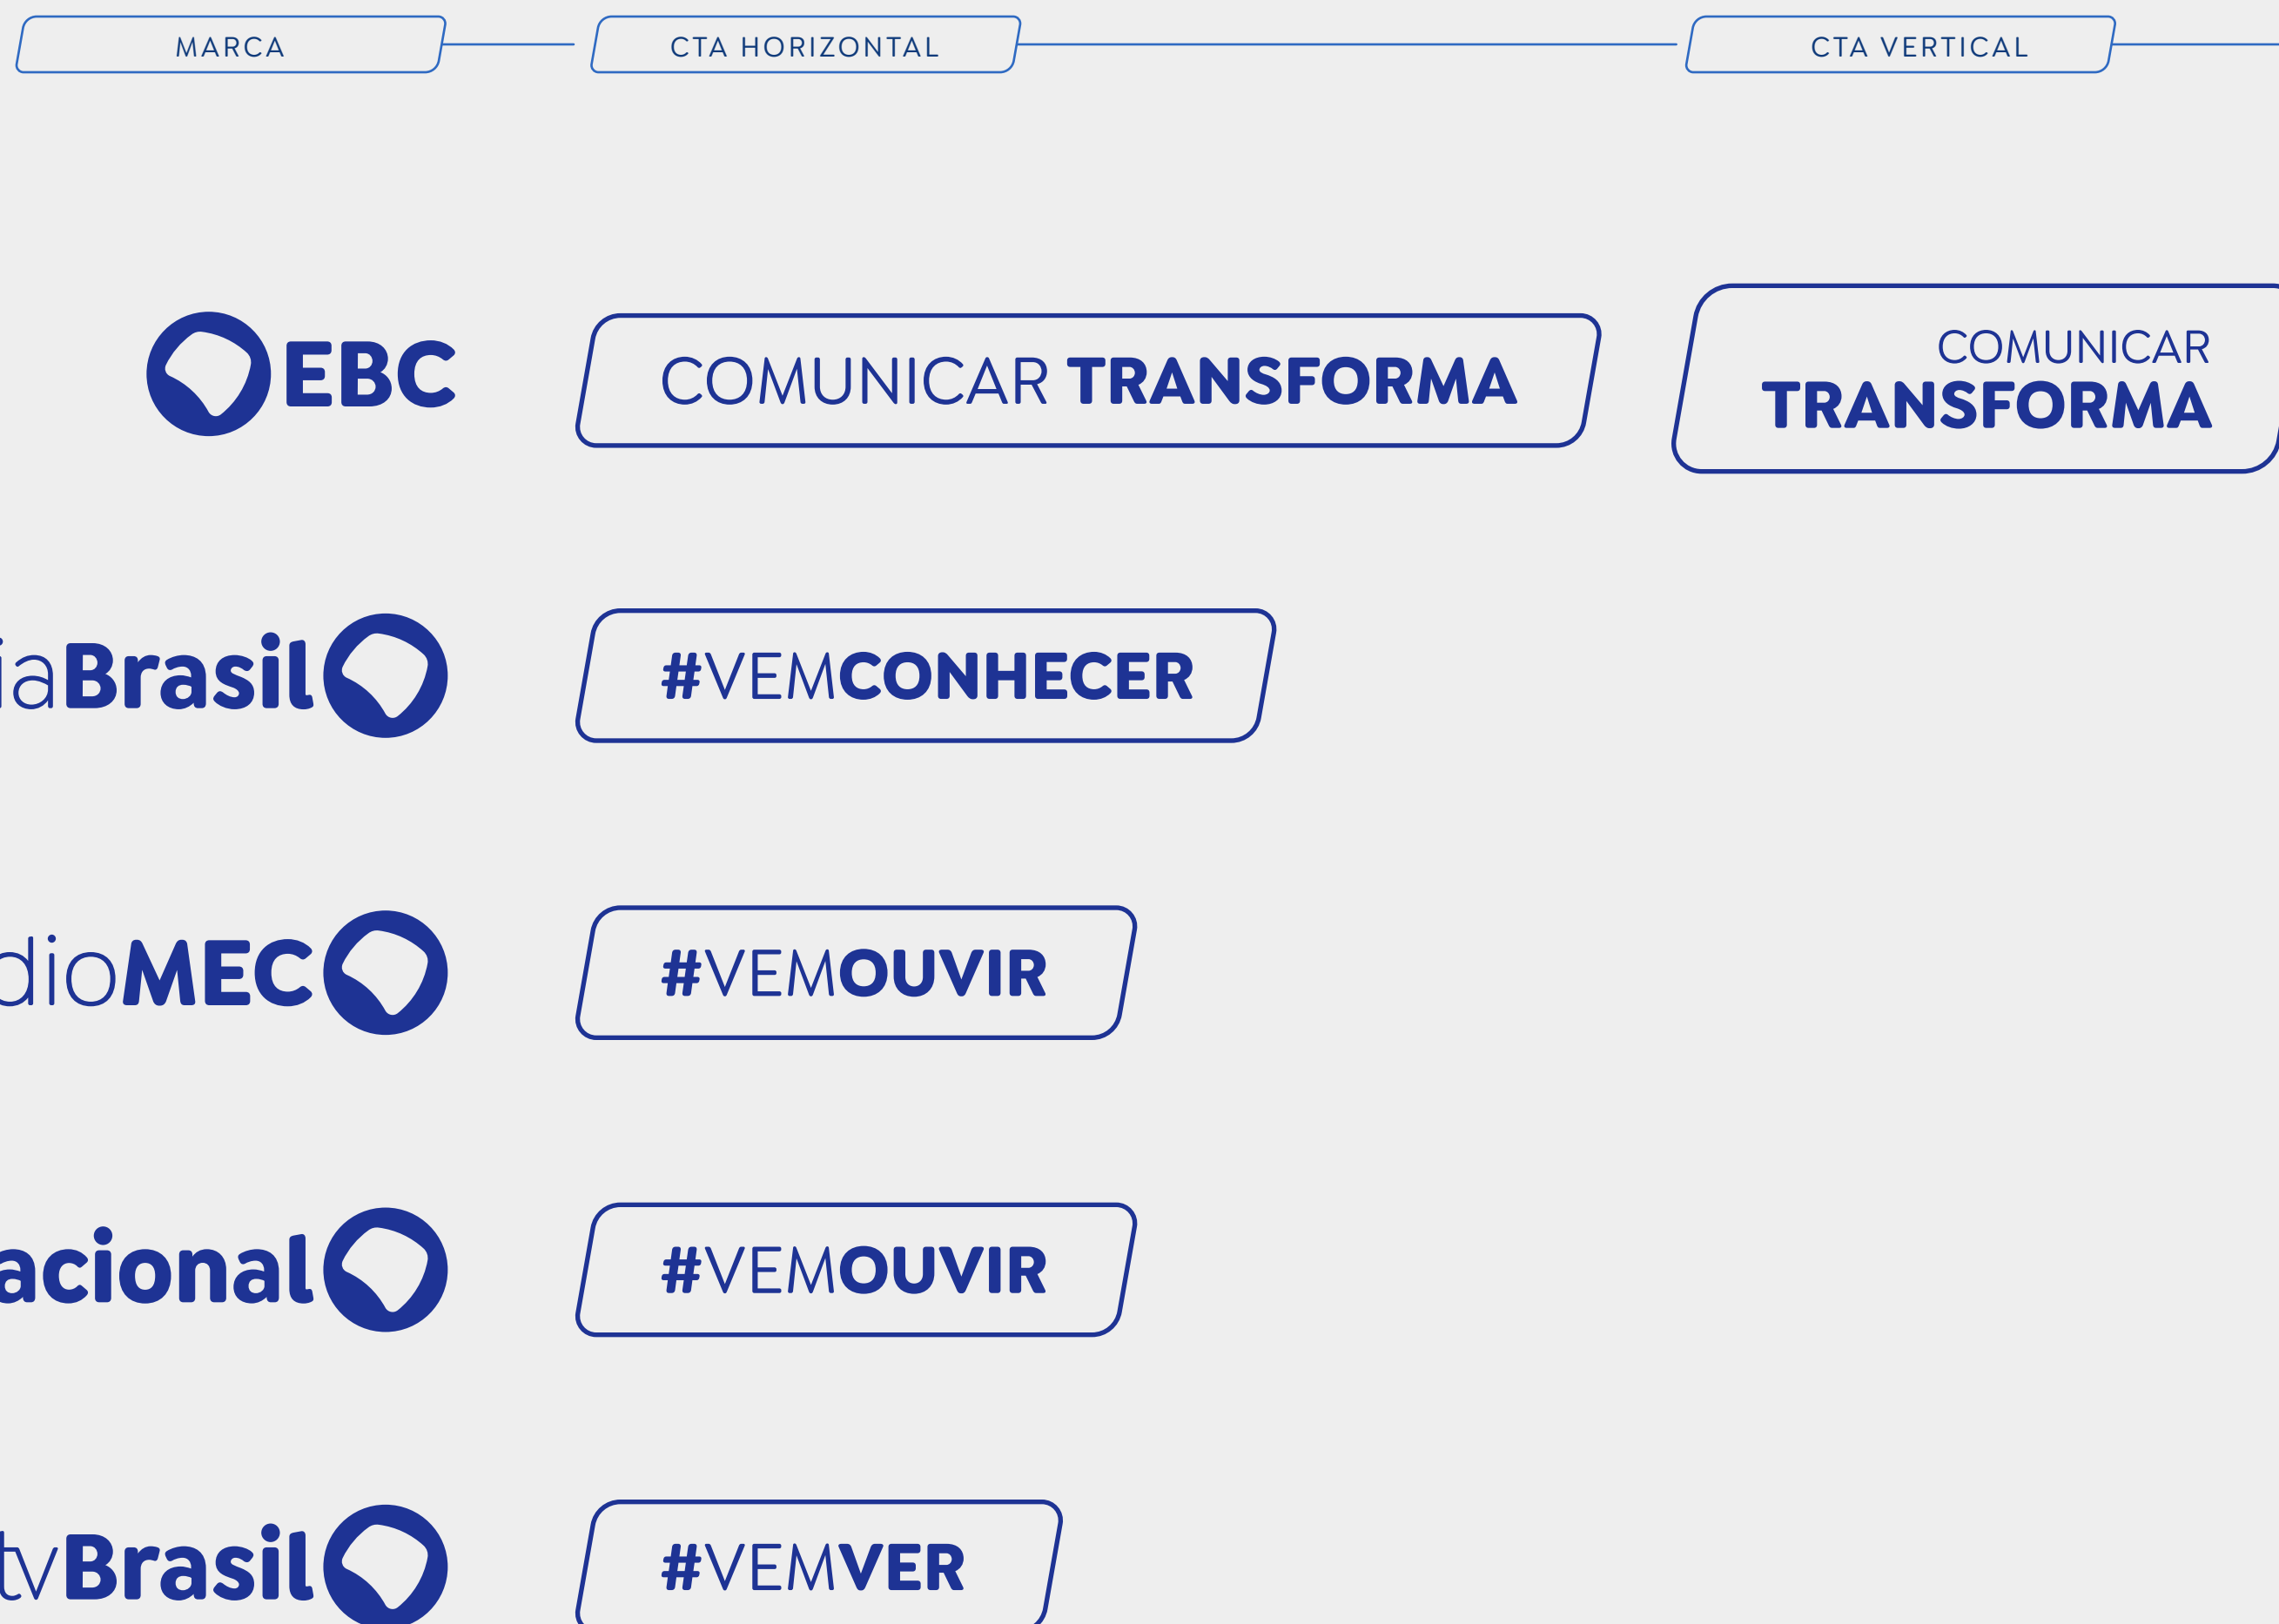 MARCA
CTA HORIZONTAL
CTA VERTICAL
EBC
COMUNICAR TRANSFORMA
COMUNICAR
TRANSFORMA
iaBrasil
#VEMCONHECER
dioMEC
#VEMOUVIR
acional
#VEMOUVIR
tvBrasil
#VEMVER